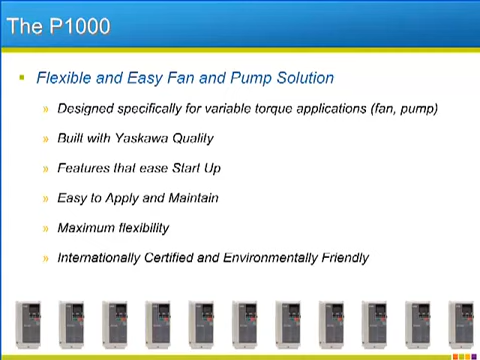 The P1000
Flexible and Easy Fan and Pump Solution
» Designed specifically for variable torque applications (fan, pump)
» Built with Yaskawa Quality
» Features that ease Start Up
» Easy to Apply and Maintain
» Maximum flexibility
» Internationally Certified and Environmentally Friendly